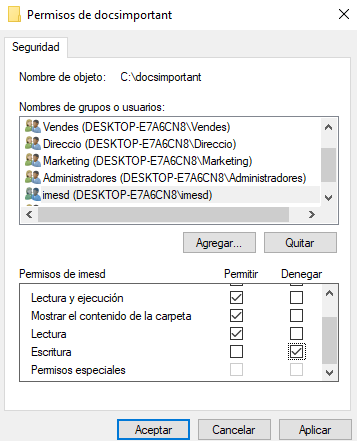 Permisos de docsimportant
Seguridad
Nombre de objeto: C:\docsimportant
Nombres de grupos o usuarios:
Vendes (DESKTOP-E7A6CN8\Vendes)
Direccio (DESKTOP-E7A6CN8\Direccio)
Marketing (DESKTOP-E7A6CN8\Marketing)
Administradores (DESKTOP-E7A6CN8\Administradores)
imesd (DESKTOP-E7A6CN8\imesd)
Agregar... Quitar
Permisos de imesd Permitir Denegar
Lectura y ejecución
Mostrar el contenido de la carpeta
Lectura
Escritura
Permisos especiales
Aceptar Cancelar Aplicar